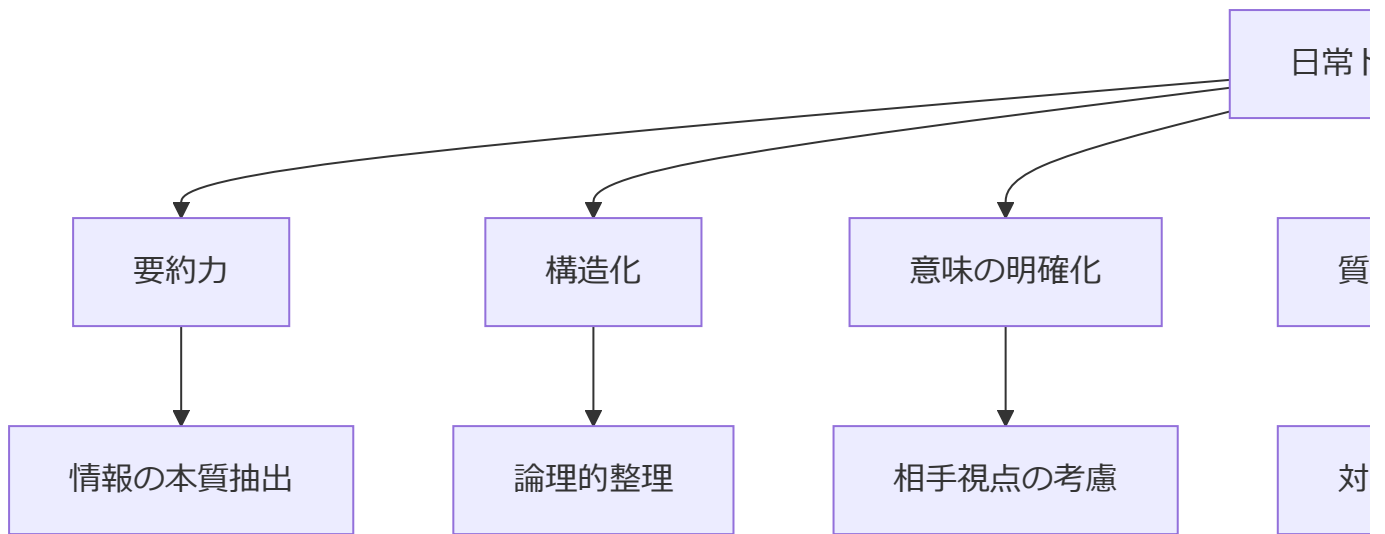 日常
要約力
構造化
意味の明確化
質
情報の本質抽出
論理的整理
相手視点の考慮
対